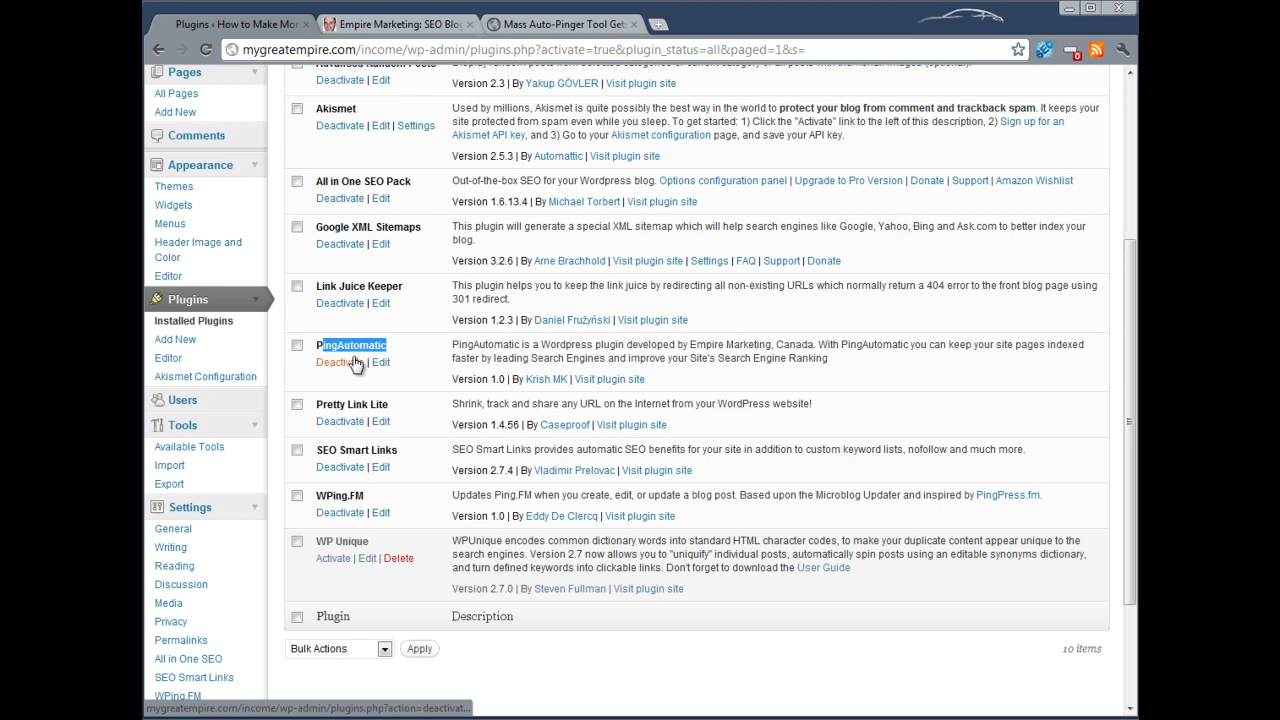 Plugins ‹ How to Make Mor
Empire Marketing: SEO Blog
Mass Auto-Pinger Tool Get
mygreatempire.com/income/wp-admin/plugins.php?activate=true&plugin_status=all&paged=1&s=
0
Pages
All Pages
Add New
Comments
Appearance
Themes
Widgets
Menus
Header Image and
Color
Editor
Plugins
Installed Plugins
Add New
Editor
Akismet Configuration
Users
Tools
Available Tools
Import
Export
Settings
General
Writing
Reading
Discussion
Media
Privacy
Permalinks
All in One SEO
SEO Smart Links
WPing.FM
Advanced Random Posts
Deactivate | Edit
Version 2.3 | By Yakup GÖVLER | Visit plugin site
Akismet
Deactivate | Edit | Settings
Used by millions, Akismet is quite possibly the best way in the world to protect your blog from comment and trackback spam. It keeps your
site protected from spam even while you sleep. To get started: 1) Click the "Activate" link to the left of this description, 2) Sign up for an
Akismet API key, and 3) Go to your Akismet configuration page, and save your API key.
Version 2.5.3 | By Automattic | Visit plugin site
All in One SEO Pack
Deactivate | Edit
Out-of-the-box SEO for your Wordpress blog. Options configuration panel | Upgrade to Pro Version | Donate | Support | Amazon Wishlist
Version 1.6.13.4 | By Michael Torbert | Visit plugin site
Google XML Sitemaps
Deactivate | Edit
This plugin will generate a special XML sitemap which will help search engines like Google, Yahoo, Bing and Ask.com to better index your
blog.
Version 3.2.6 | By Arne Brachhold | Visit plugin site | Settings | FAQ | Support | Donate
Link Juice Keeper
Deactivate | Edit
This plugin helps you to keep the link juice by redirecting all non-existing URLs which normally return a 404 error to the front blog page using
301 redirect.
Version 1.2.3 | By Daniel Frużyński | Visit plugin site
PingAutomatic
Deactivate | Edit
PingAutomatic is a Wordpress plugin developed by Empire Marketing, Canada. With PingAutomatic you can keep your site pages indexed
faster by leading Search Engines and improve your Site's Search Engine Ranking
Version 1.0 | By Krish MK | Visit plugin site
Pretty Link Lite
Deactivate | Edit
Shrink, track and share any URL on the Internet from your WordPress website!
Version 1.4.56 | By Caseproof | Visit plugin site
SEO Smart Links
Deactivate | Edit
SEO Smart Links provides automatic SEO benefits for your site in addition to custom keyword lists, nofollow and much more.
Version 2.7.4 | By Vladimir Prelovac | Visit plugin site
WPing.FM
Deactivate | Edit
Updates Ping.FM when you create, edit, or update a blog post. Based upon the Microblog Updater and inspired by PingPress.fm.
Version 1.0 | By Eddy De Clercq | Visit plugin site
WP Unique
Activate | Edit | Delete
WPUnique encodes common dictionary words into standard HTML character codes, to make your duplicate content appear unique to the
search engines. Version 2.7 now allows you to "uniquify" individual posts, automatically spin posts using an editable synonyms dictionary,
and turn defined keywords into clickable links. Don't forget to download the User Guide
Version 2.7.0 | By Steven Fullman | Visit plugin site
Plugin
Description
Bulk Actions
Apply
10 items
mygreatempire.com/income/wp-admin/plugins.php?action=deactivat...